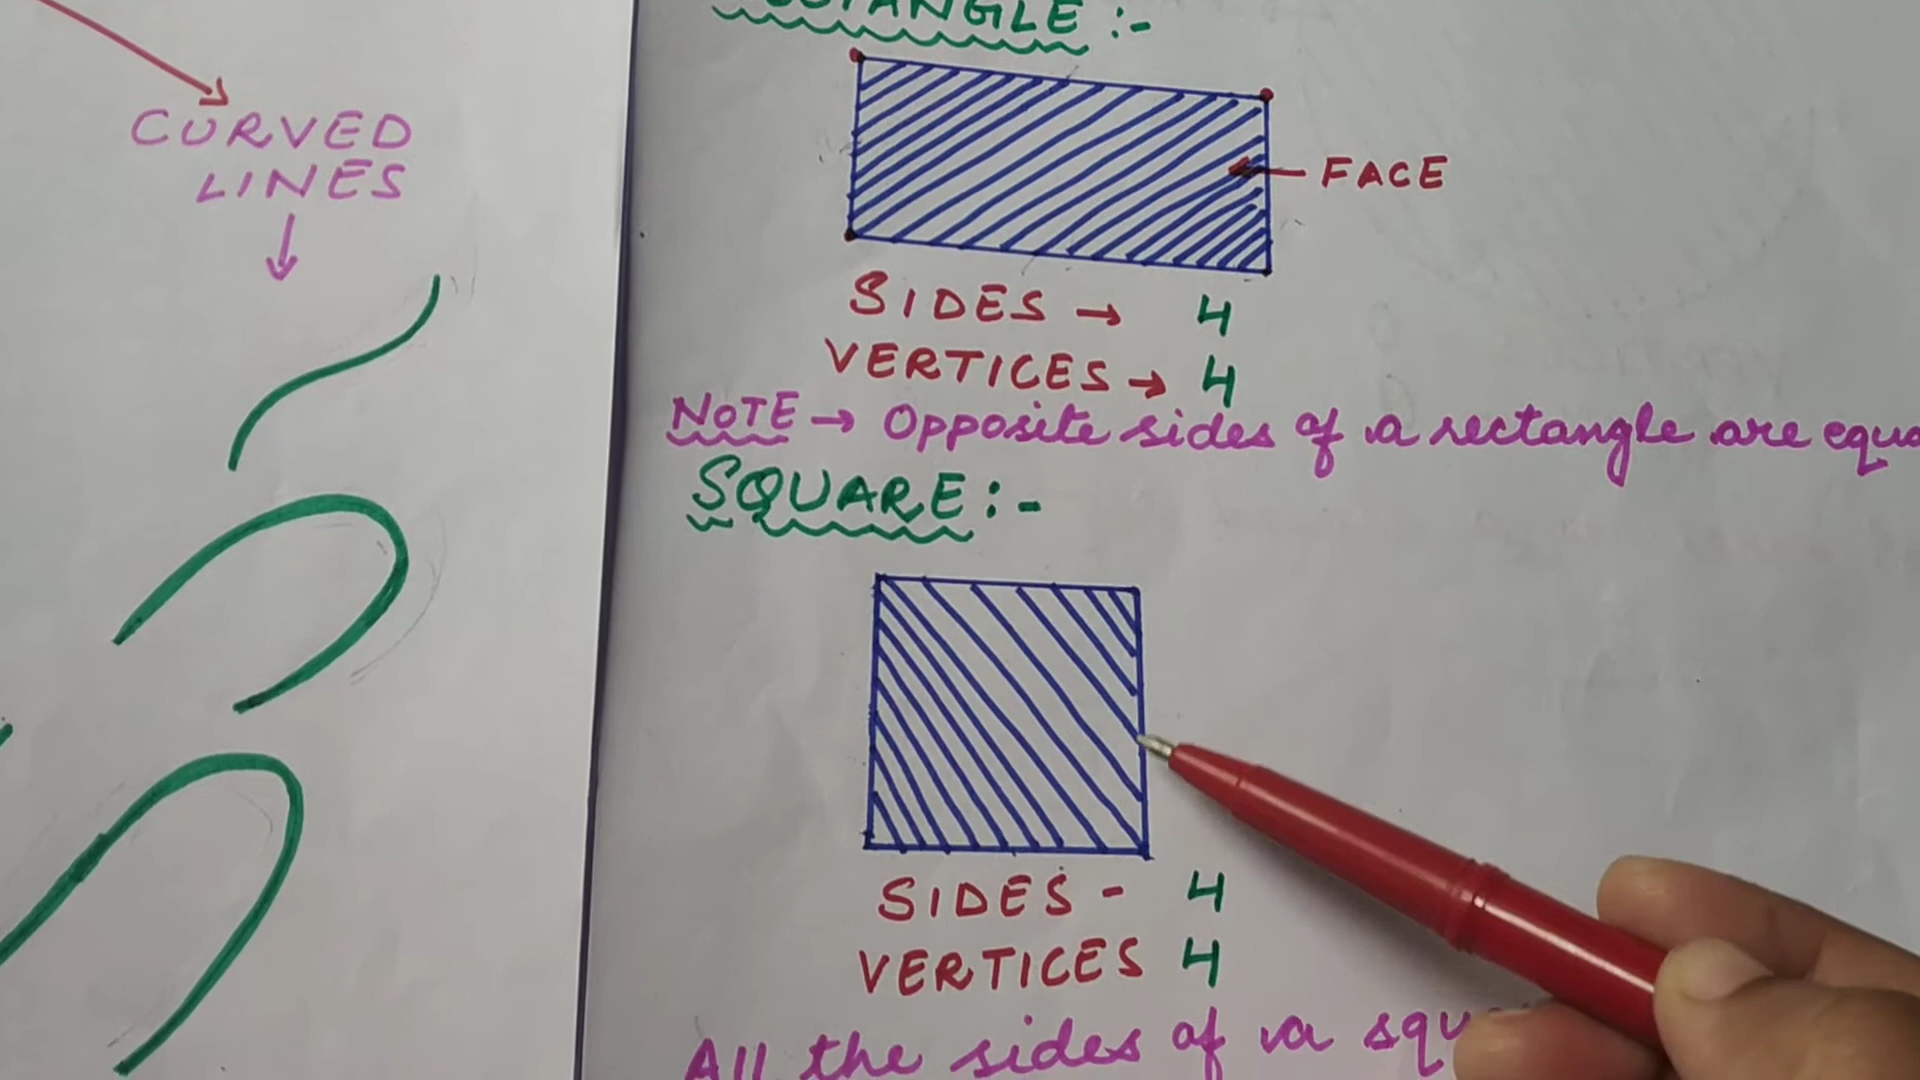 CURVED
LINES
RECTANGLE :-
FACE
SIDES → 4
VERTICES → 4
NOTE → Opposite sides of a rectangle are
SQUARE :-
SIDES - 4
VERTICES 4
All the sides of a